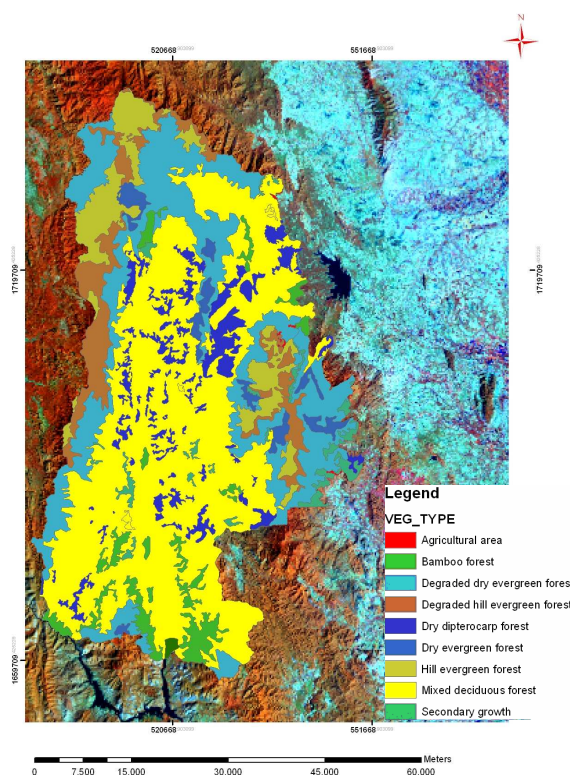 N
520668
551668
1719709
1719709
Legend
VEG_TYPE
Agricultural area
Bamboo forest
Degraded dry evergreen fores
Degraded hill evergreen forest
Dry dipterocarp forest
Dry evergreen forest
Hill evergreen forest
Mixed deciduous forest
Secondary growth
1659709
520668
551668
Meters
0
7.500
15.000
30.000
45.000
60.000